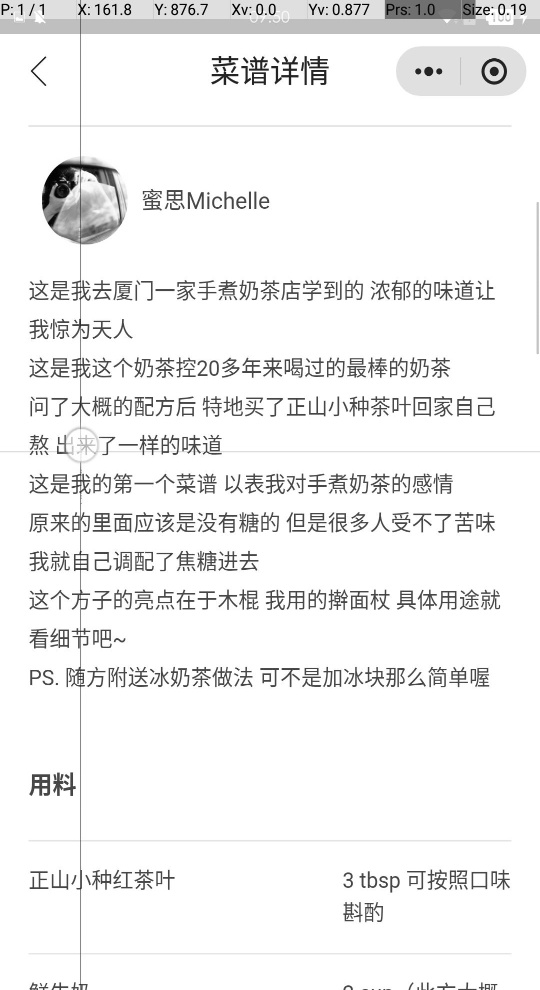 P: 1 / 1 X: 161.8 Y: 876.7 Xv: 0.0 Yv: 0.877 Prs: 1.0 Size: 0.19
菜谱详情
蜜思Michelle
这是我去厦门一家手煮奶茶店学到的 浓郁的味道让
我惊为天人
这是我这个奶茶控20多年来喝过的最棒的奶茶
问了大概的配方后 特地买了正山小种茶叶回家自己
熬 出来了一样的味道
这是我的第一个菜谱 以表我对手煮奶茶的感情
原来的里面应该是没有糖的 但是很多人受不了苦味
我就自己调配了焦糖进去
这个方子的亮点在于木棍 我用的擀面杖 具体用途就
看细节吧~
PS. 随方附送冰奶茶做法 可不是加冰块那么简单喔
用料
正山小种红茶叶
3 tbsp 可按照口味
斟酌